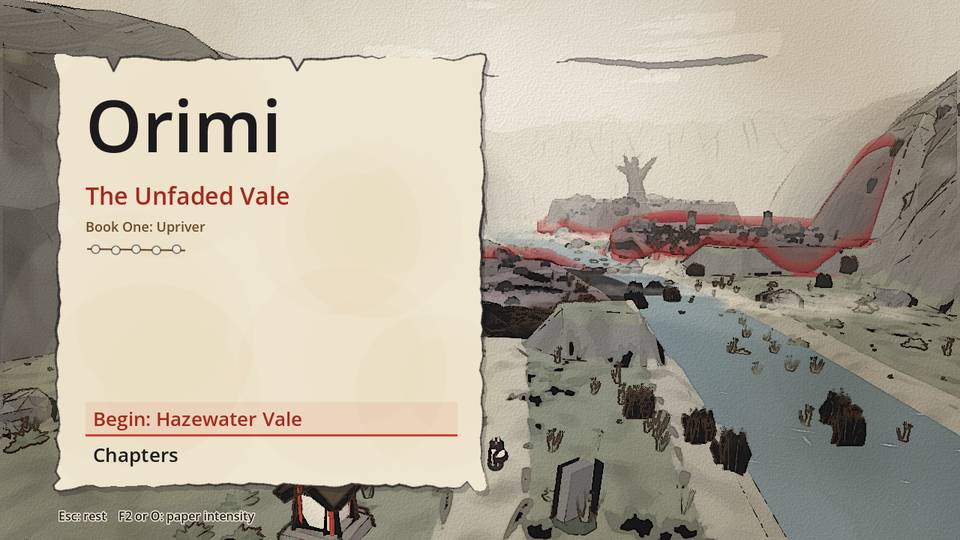 Orimi
The Unfaded Vale
Book One: Upriver
Begin: Hazewater Vale
Chapters
Esc: rest F2 or O: paper intensity